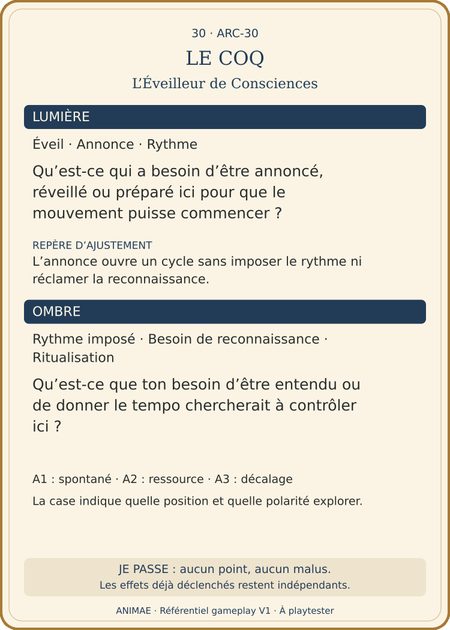 30 · ARC-30
LE COQ
L’Éveilleur de Consciences
LUMIÈRE
Éveil · Annonce · Rythme
Qu’est-ce qui a besoin d’être annoncé,
réveillé ou préparé ici pour que le
mouvement puisse commencer ?
REPÈRE D’AJUSTEMENT
L’annonce ouvre un cycle sans imposer le rythme ni
réclamer la reconnaissance.
OMBRE
Rythme imposé · Besoin de reconnaissance ·
Ritualisation
Qu’est-ce que ton besoin d’être entendu ou
de donner le tempo chercherait à contrôler
ici ?
A1 : spontané · A2 : ressource · A3 : décalage
La case indique quelle position et quelle polarité explorer.
JE PASSE : aucun point, aucun malus.
Les effets déjà déclenchés restent indépendants.
ANIMAE · Référentiel gameplay V1 · À playtester